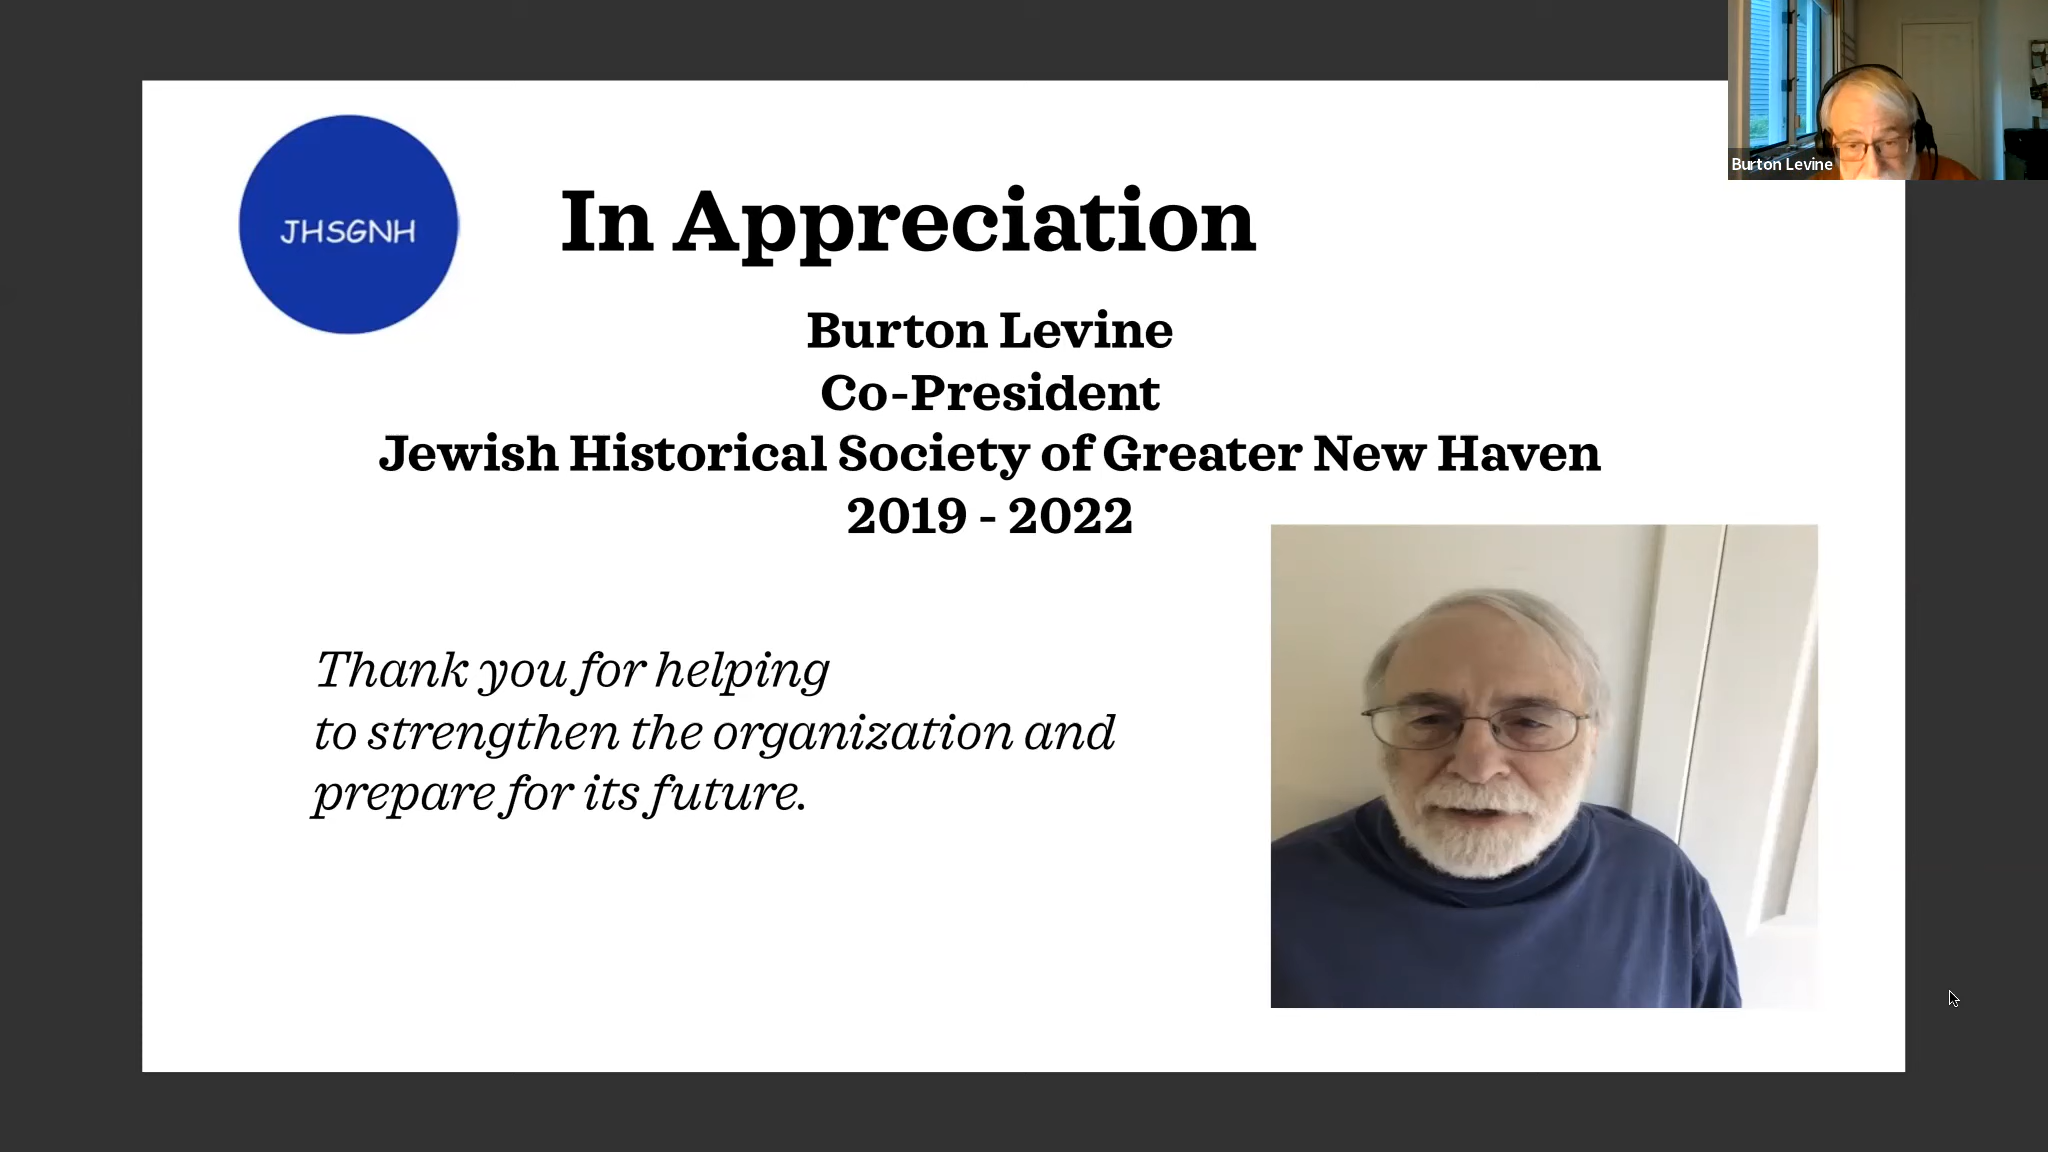 JHSGNH
In Appreciation
Burton Levine
Burton Levine
Co-President
Jewish Historical Society of Greater New Haven
2019 - 2022
Thank you for helping
to strengthen the organization and
prepare for its future.